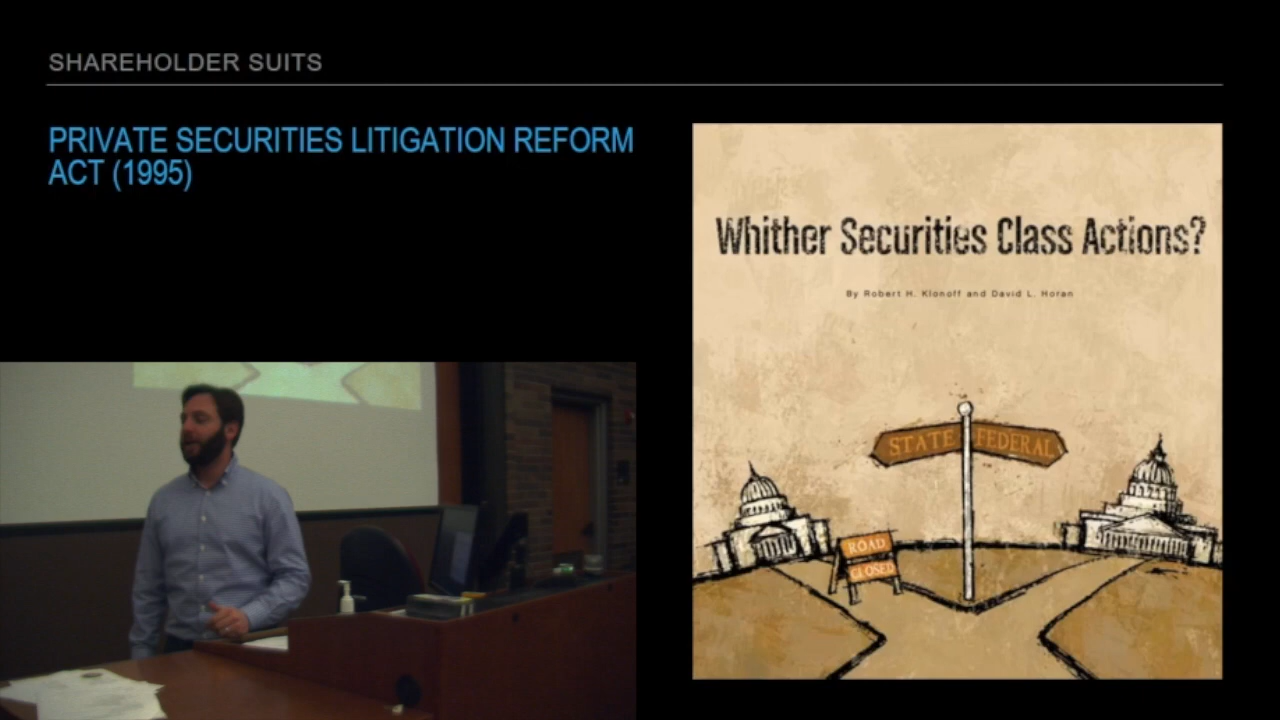 SHAREHOLDER SUITS
PRIVATE SECURITIES LITIGATION REFORM
ACT (1995)
Whither Securities Class Actions?
By Robert H. Klonoff and David L. Horan
STATE FEDERAL
ROAD
CLOSED